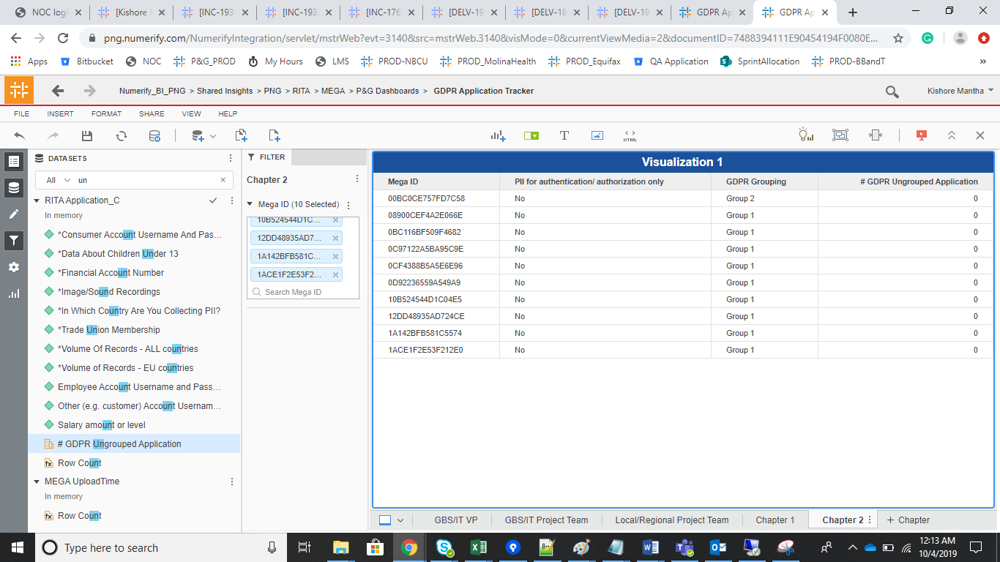 NOC logi
[Kishore
[INC-193
[INC-193
[INC-176
[DELV-19
[DELV-18
[DELV-19
GDPR Ap
GDPR Ap
png.numerify.com/NumerifyIntegration/servlet/mstrWeb?evt=3140&src=mstrWeb.3140&visMode=0&currentViewMedia=2&documentID=7488394111E90454194F0080E...
Apps
Bitbucket
NOC
P&G_PROD
My Hours
LMS
PROD-NBCU
PROD_MolinaHealth
PROD_Equifax
QA Application
SprintAllocation
PROD-BBandT
»
Numerify_BI_PNG > Shared Insights > PNG > RITA > MEGA > P&G Dashboards > GDPR Application Tracker
Kishore Mantha
FILE
INSERT
FORMAT
SHARE
VIEW
HELP
HTML
DATASETS
All
un
RITA Application_C
In memory
*Consumer Account Username And Pas...
*Data About Children Under 13
*Financial Account Number
*Image/Sound Recordings
*In Which Country Are You Collecting PII?
*Trade Union Membership
*Volume Of Records - ALL countries
*Volume of Records - EU countries
Employee Account Username and Pass...
Other (e.g. customer) Account Usernam...
Salary amount or level
# GDPR Ungrouped Application
fx Row Count
MEGA UploadTime
In memory
fx Row Count
FILTER
Chapter 2
Mega ID (10 Selected)
10B524544D1C...
12DD48935AD7...
1A142BFB581C...
1ACE1F2E53F2...
Search Mega ID
Visualization 1
Mega ID PII for authentication/ authorization only GDPR Grouping # GDPR Ungrouped Application
00BC0CE757FD7C58 No Group 2 0
08900CEF4A2E066E No Group 1 0
0BC116BF509F4682 No Group 1 0
0C97122A5BA95C9E No Group 1 0
0CF4388B5A5E6E96 No Group 1 0
0D92236559A549A9 No Group 1 0
10B524544D1C04E5 No Group 1 0
12DD48935AD724CE No Group 1 0
1A142BFB581C5574 No Group 1 0
1ACE1F2E53F212E0 No Group 1 0
GBS/IT VP
GBS/IT Project Team
Local/Regional Project Team
Chapter 1
Chapter 2
+ Chapter
Type here to search
12:13 AM
10/4/2019